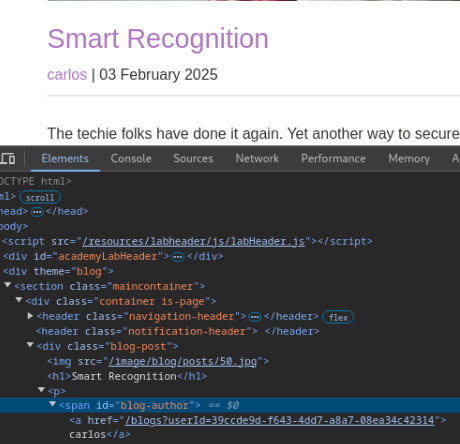 Smart Recognition
carlos | 03 February 2025
The techie folks have done it again. Yet another way to secure
Elements Console Sources Network Performance Memory A
OCTYPE html>
ml> scroll
head> ⋯ </head>
body>
<script src="/resources/labheader/js/labHeader.js"></script>
<div id="academyLabHeader"> ⋯ </div>
<div theme="blog">
<section class="maincontainer">
<div class="container is-page">
<header class="navigation-header"> ⋯ </header> flex
<header class="notification-header"> </header>
<div class="blog-post">
<img src="/image/blog/posts/50.jpg">
<h1>Smart Recognition</h1>
<p>
<span id="blog-author"> == $0
<a href="/blogs?userId=39ccde9d-f643-4dd7-a8a7-08ea34c42314">
carlos</a>